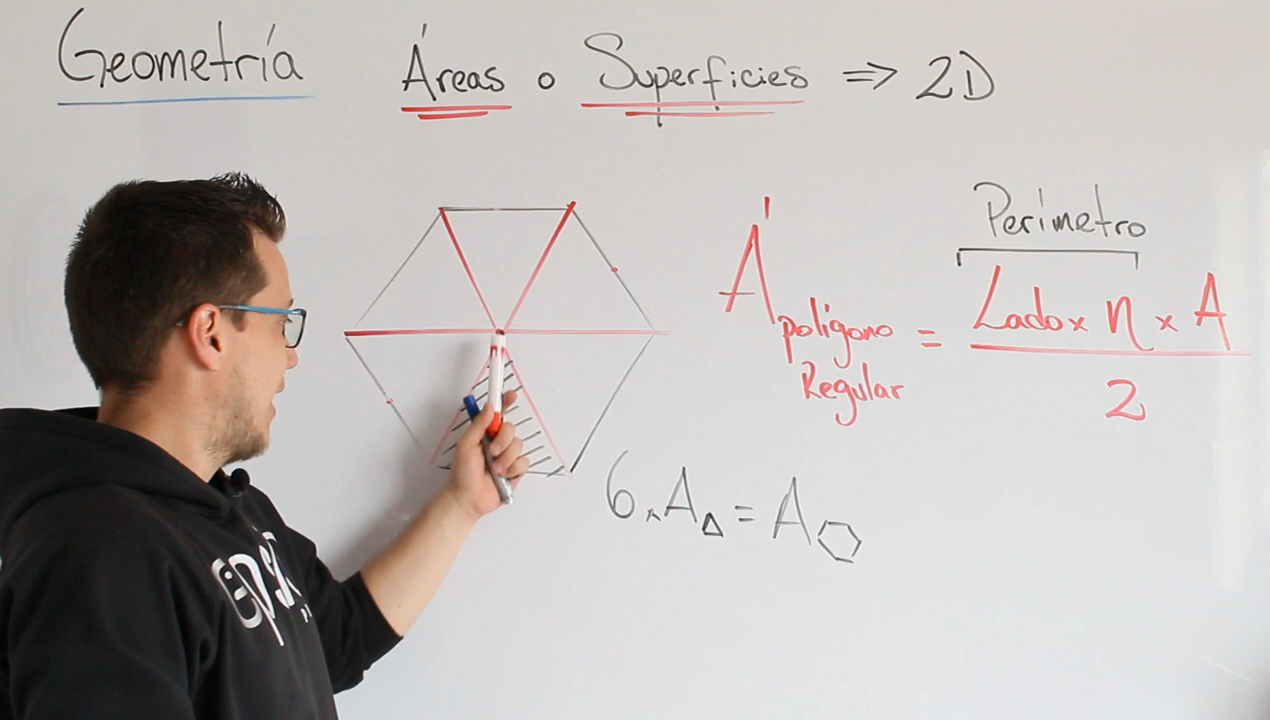 Geometría Áreas o Superficies => 2D
Perímetro
Á polígono Regular = Lado x n x A
2
6 x A△ = A⬡